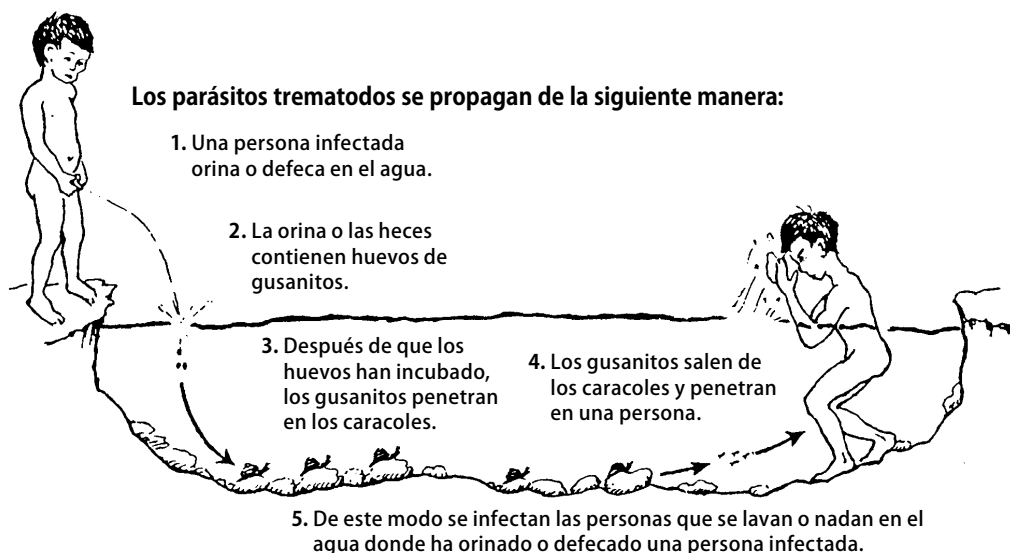 Los parásitos trematodos se propagan de la siguiente manera:
1. Una persona infectada
orina o defeca en el agua.
2. La orina o las heces
contienen huevos de
gusanitos.
3. Después de que los
huevos han incubado,
los gusanitos penetran
en los caracoles.
4. Los gusanitos salen de
los caracoles y penetran
en una persona.
5. De este modo se infectan las personas que se lavan o nadan en el
agua donde ha orinado o defecado una persona infectada.